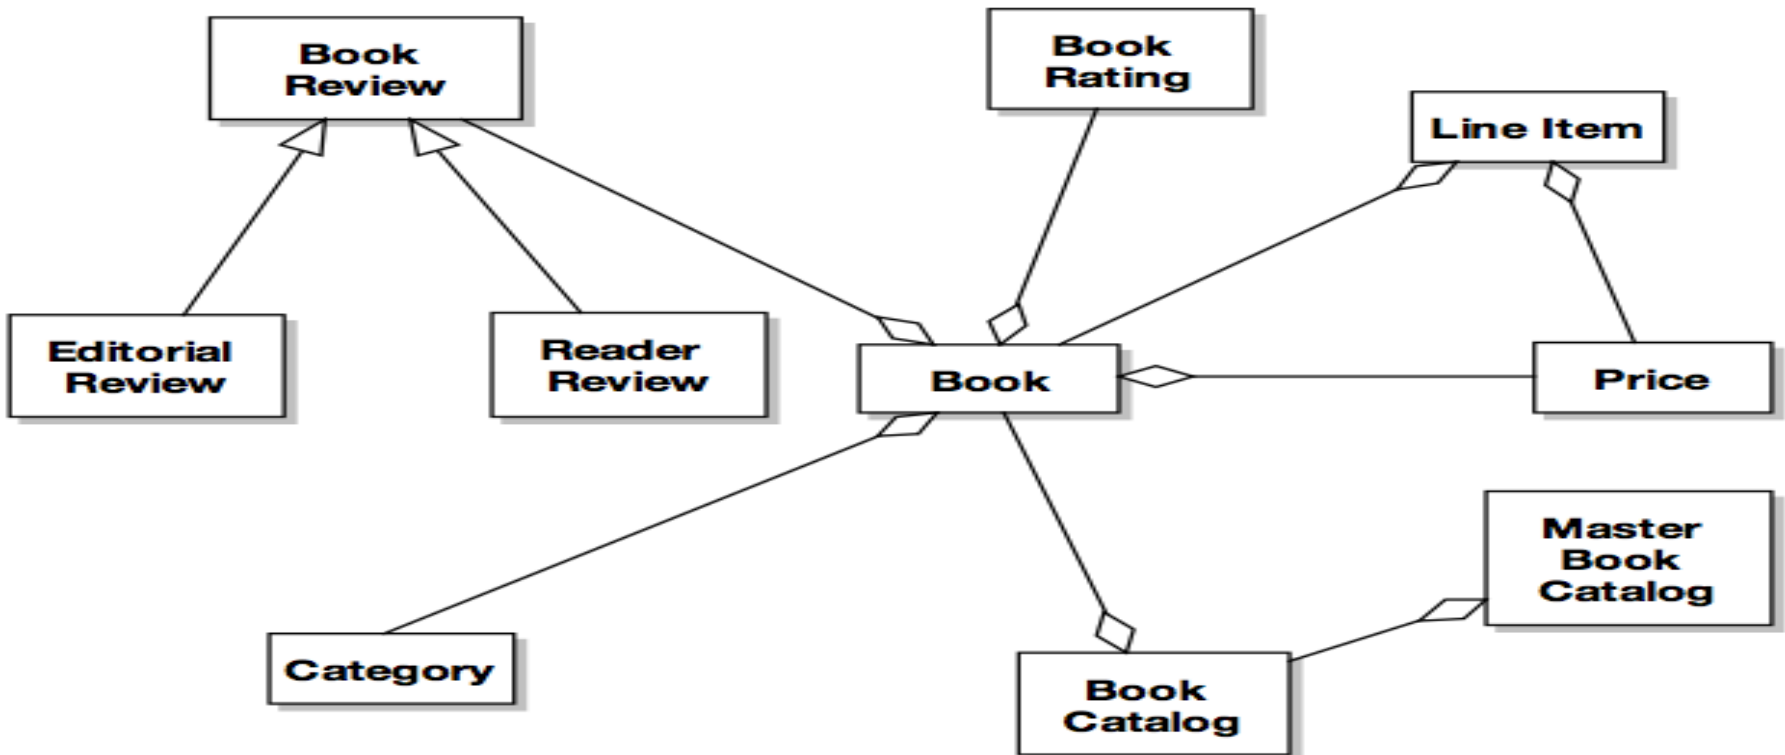 Book
Review
Book
Rating
Line Item
Editorial
Review
Reader
Review
Book
Price
Master
Book
Catalog
Category
Book
Catalog